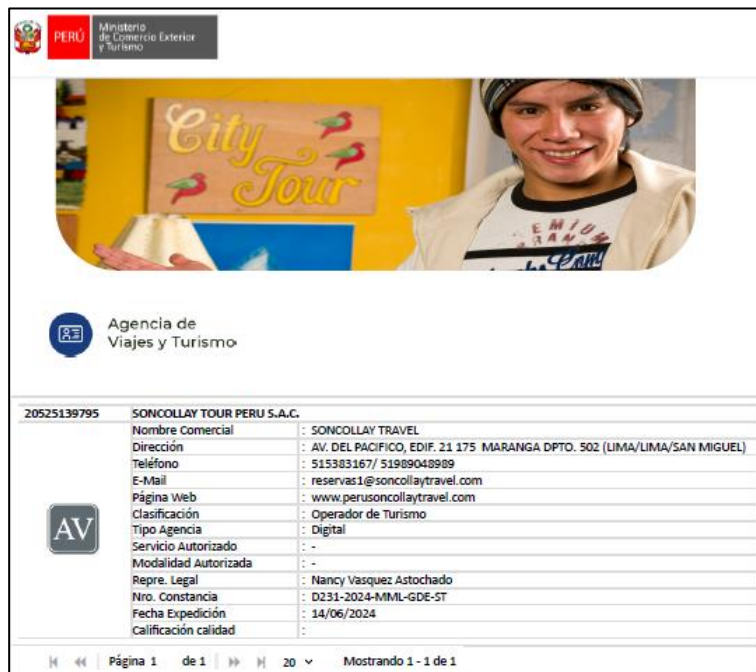 PERÚ
Ministerio
de Comercio Exterior
y Turismo
City
Tour
Agencia de
Viajes y Turismo
20525139795 SONCOLLAY TOUR PERU S.A.C.
Nombre Comercial : SONCOLLAY TRAVEL
Dirección : AV. DEL PACIFICO, EDIF. 21 175 MARANGA DPTO. 502 (LIMA/LIMA/SAN MIGUEL)
Teléfono : 515383167/ 51989048989
E-Mail : reservas1@soncollaytravel.com
Página Web : www.perusoncollaytravel.com
Clasificación : Operador de Turismo
Tipo Agencia : Digital
Servicio Autorizado : -
Modalidad Autorizada : -
Repre. Legal : Nancy Vasquez Astochado
Nro. Constancia : D231-2024-MML-GDE-ST
Fecha Expedición : 14/06/2024
Calificación calidad :
AV
Página 1 de 1 20 Mostrando 1 - 1 de 1